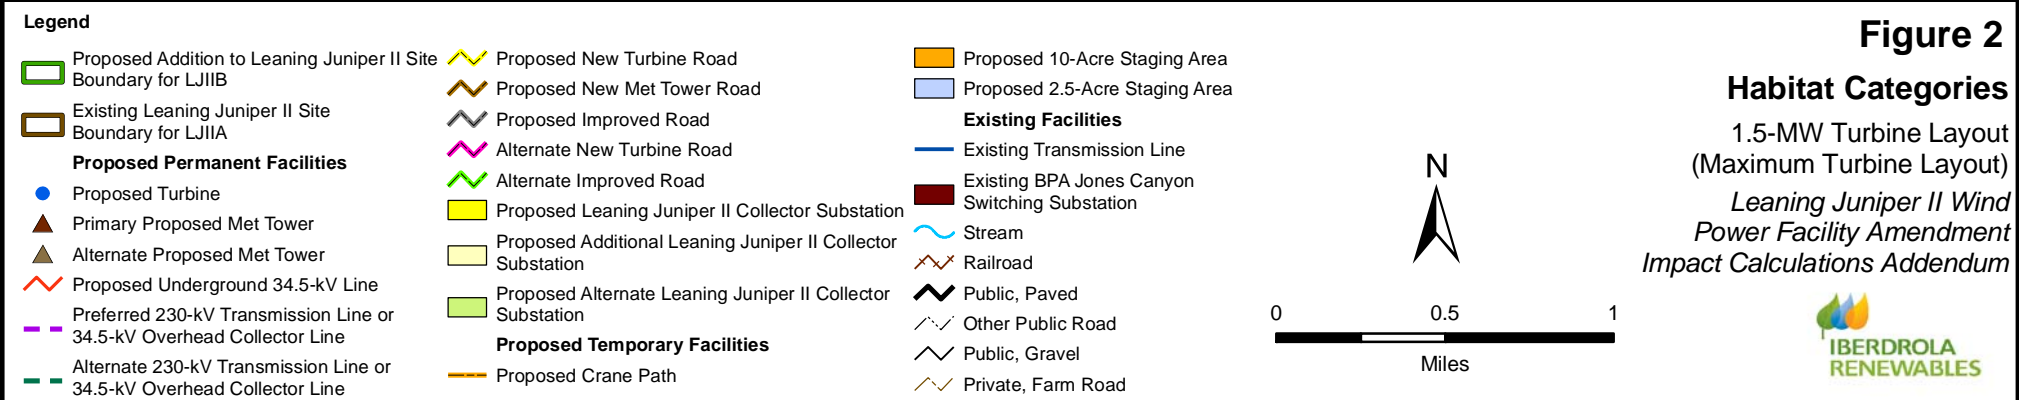 Legend
Proposed Addition to Leaning Juniper II Site
Boundary for LJIIB
Existing Leaning Juniper II Site
Boundary for LJIIA
Proposed Permanent Facilities
Proposed Turbine
Primary Proposed Met Tower
Alternate Proposed Met Tower
Proposed Underground 34.5-kV Line
Preferred 230-kV Transmission Line or
34.5-kV Overhead Collector Line
Alternate 230-kV Transmission Line or
34.5-kV Overhead Collector Line
Proposed New Turbine Road
Proposed New Met Tower Road
Proposed Improved Road
Alternate New Turbine Road
Alternate Improved Road
Proposed Leaning Juniper II Collector Substation
Proposed Additional Leaning Juniper II Collector
Substation
Proposed Alternate Leaning Juniper II Collector
Substation
Proposed Temporary Facilities
Proposed Crane Path
Proposed 10-Acre Staging Area
Proposed 2.5-Acre Staging Area
Existing Facilities
Existing Transmission Line
Existing BPA Jones Canyon
Switching Substation
Stream
Railroad
Public, Paved
Other Public Road
Public, Gravel
Private, Farm Road
N
0 0.5 1
Miles
Figure 2
Habitat Categories
1.5-MW Turbine Layout
(Maximum Turbine Layout)
Leaning Juniper II Wind
Power Facility Amendment
Impact Calculations Addendum
IBERDROLA
RENEWABLES